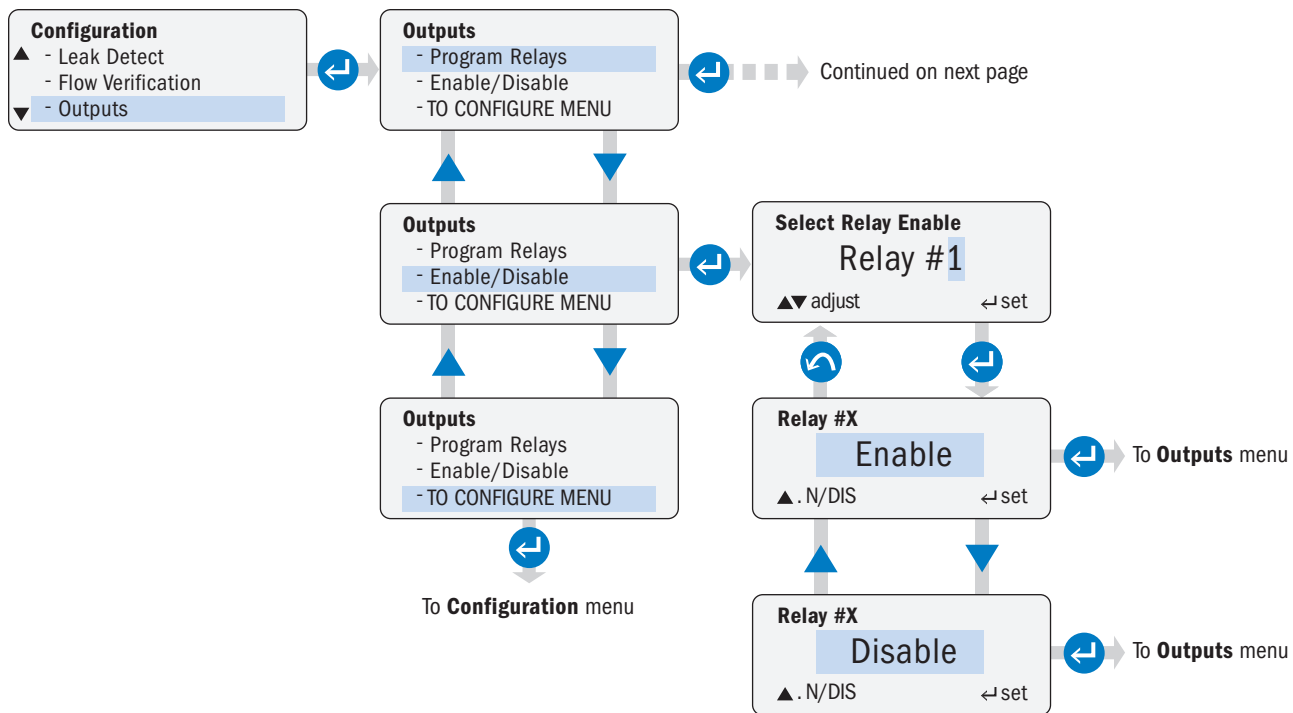 Configuration
▲ - Leak Detect
- Flow Verification
▼ - Outputs
Outputs
- Program Relays
- Enable/Disable
- TO CONFIGURE MENU
Continued on next page
Outputs
- Program Relays
- Enable/Disable
- TO CONFIGURE MENU
Select Relay Enable
Relay #1
▲▼ adjust ↵ set
Outputs
- Program Relays
- Enable/Disable
- TO CONFIGURE MENU
To Configuration menu
Relay #X
Enable
▲ . N/DIS ↵ set
To Outputs menu
Relay #X
Disable
▲ . N/DIS ↵ set
To Outputs menu